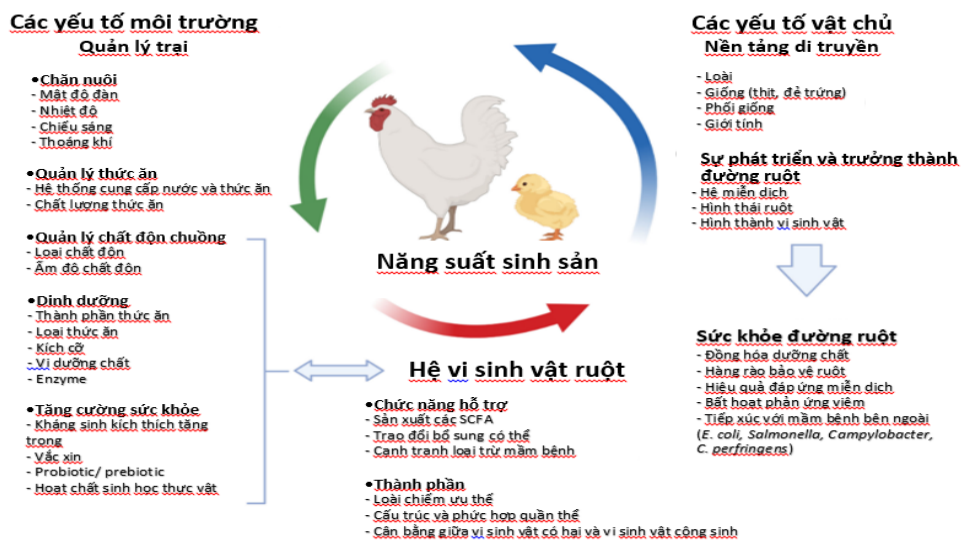 Các yếu tố môi trường
Quản lý trại
•Chăn nuôi
- Mật độ đàn
- Nhiệt độ
- Chiếu sáng
- Thoáng khí
•Quản lý thức ăn
- Hệ thống cung cấp nước và thức ăn
- Chất lượng thức ăn
•Quản lý chất độn chuồng
- Loại chất độn
- Ẩm độ chất độn
•Dinh dưỡng
- Thành phần thức ăn
- Loại thức ăn
- Kích cỡ
- Vi dưỡng chất
- Enzyme
•Tăng cường sức khỏe
- Kháng sinh kích thích tăng
trọng
- Vắc xin
- Probiotic/ prebiotic
- Hoạt chất sinh học thực vật
Năng suất sinh sản
Hệ vi sinh vật ruột
•Chức năng hỗ trợ
- Sản xuất các SCFA
- Trao đổi bổ sung có thể
- Cạnh tranh loại trừ mầm bệnh
•Thành phần
- Loài chiếm ưu thế
- Cấu trúc và phức hợp quần thể
- Cân bằng giữa vi sinh vật có hại và vi sinh vật cộng sinh
Các yếu tố vật chủ
Nền tảng di truyền
- Loài
- Giống (thịt, đẻ trứng)
- Phối giống
- Giới tính
Sự phát triển và trưởng thành
đường ruột
- Hệ miễn dịch
- Hình thái ruột
- Hình thành vi sinh vật
Sức khỏe đường ruột
- Đồng hóa dưỡng chất
- Hàng rào bảo vệ ruột
- Hiệu quả đáp ứng miễn dịch
- Bất hoạt phản ứng viêm
- Tiếp xúc với mầm bệnh bên ngoài
(E. coli, Salmonella, Campylobacter,
C. perfringens)